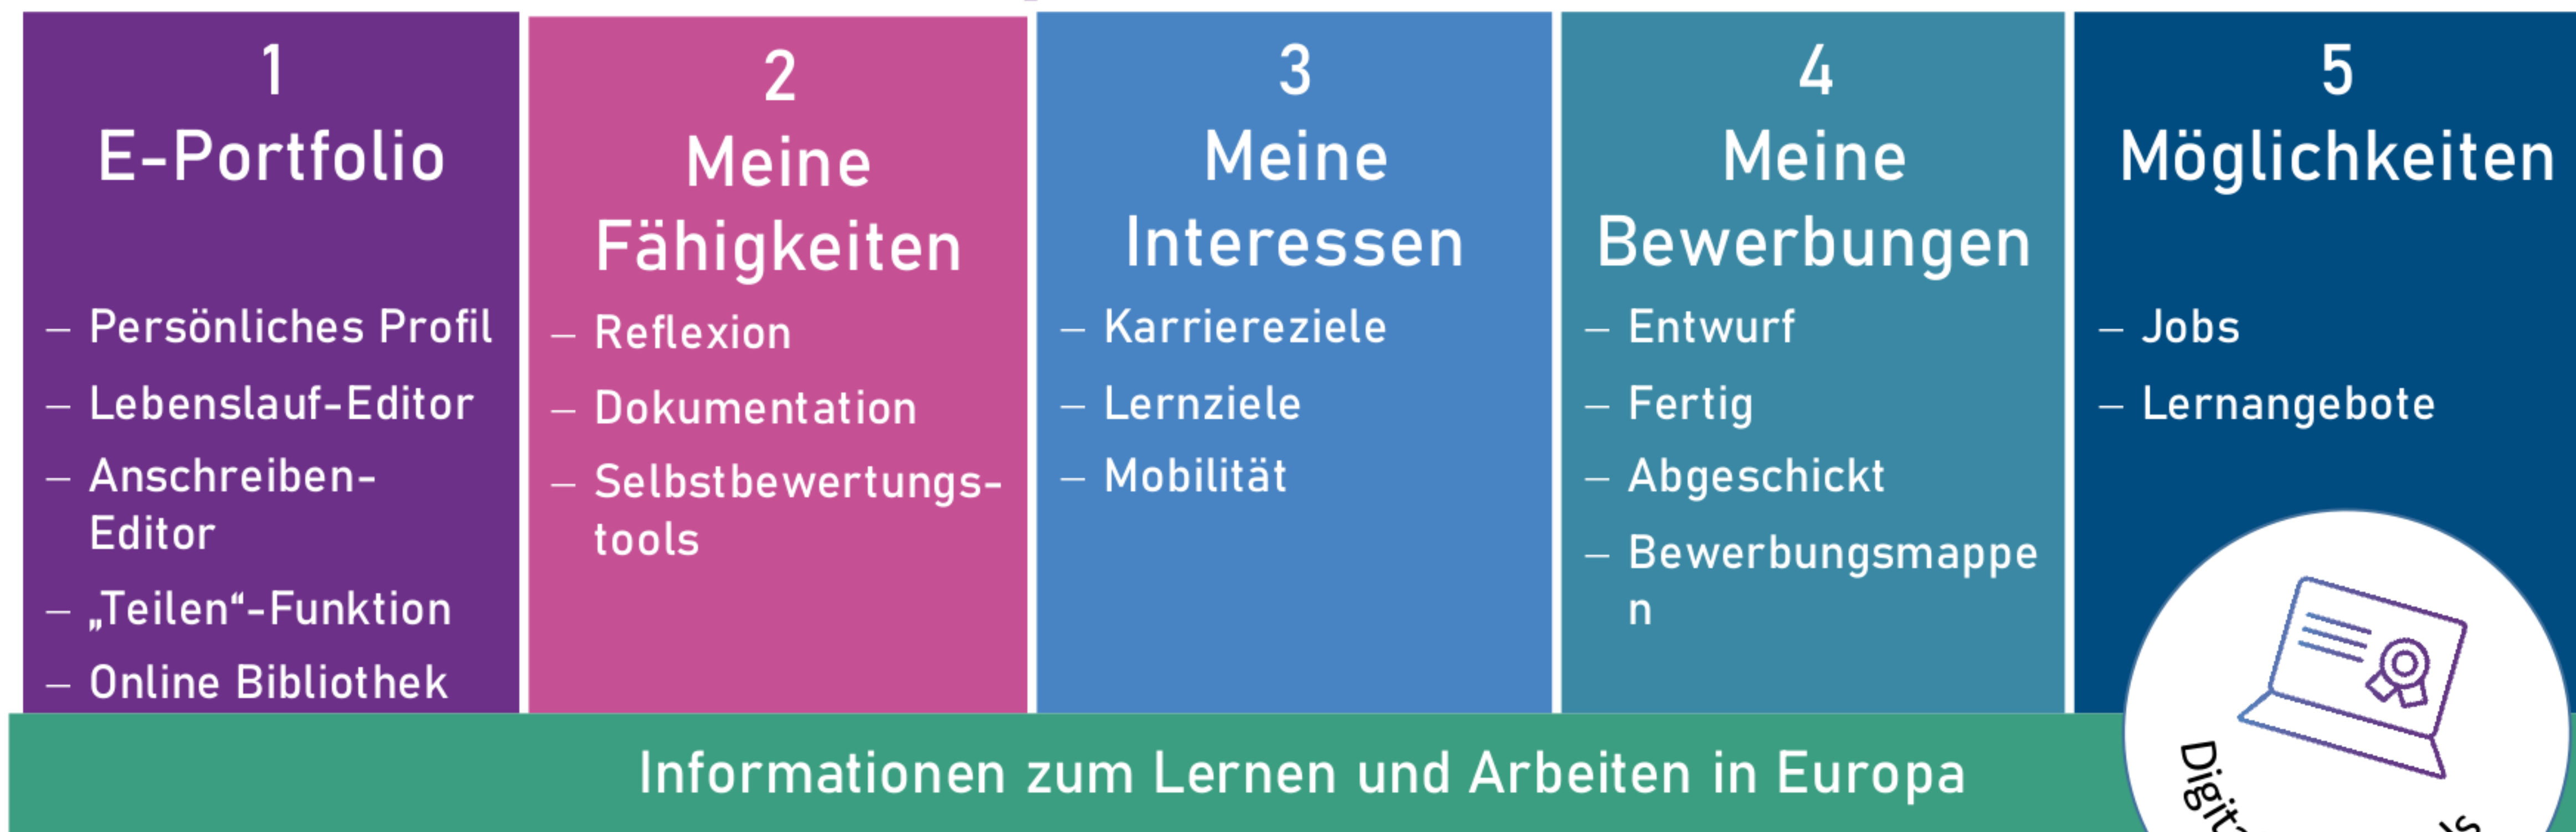 1
E-Portfolio
– Persönliches Profil
– Lebenslauf-Editor
– Anschreiben-
Editor
– „Teilen“-Funktion
– Online Bibliothek
2
Meine
Fähigkeiten
– Reflexion
– Dokumentation
– Selbstbewertungs-
tools
3
Meine
Interessen
– Karriereziele
– Lernziele
– Mobilität
4
Meine
Bewerbungen
– Entwurf
– Fertig
– Abgeschickt
– Bewerbungsmappe
n
5
Möglichkeiten
– Jobs
– Lernangebote
Informationen zum Lernen und Arbeiten in Europa